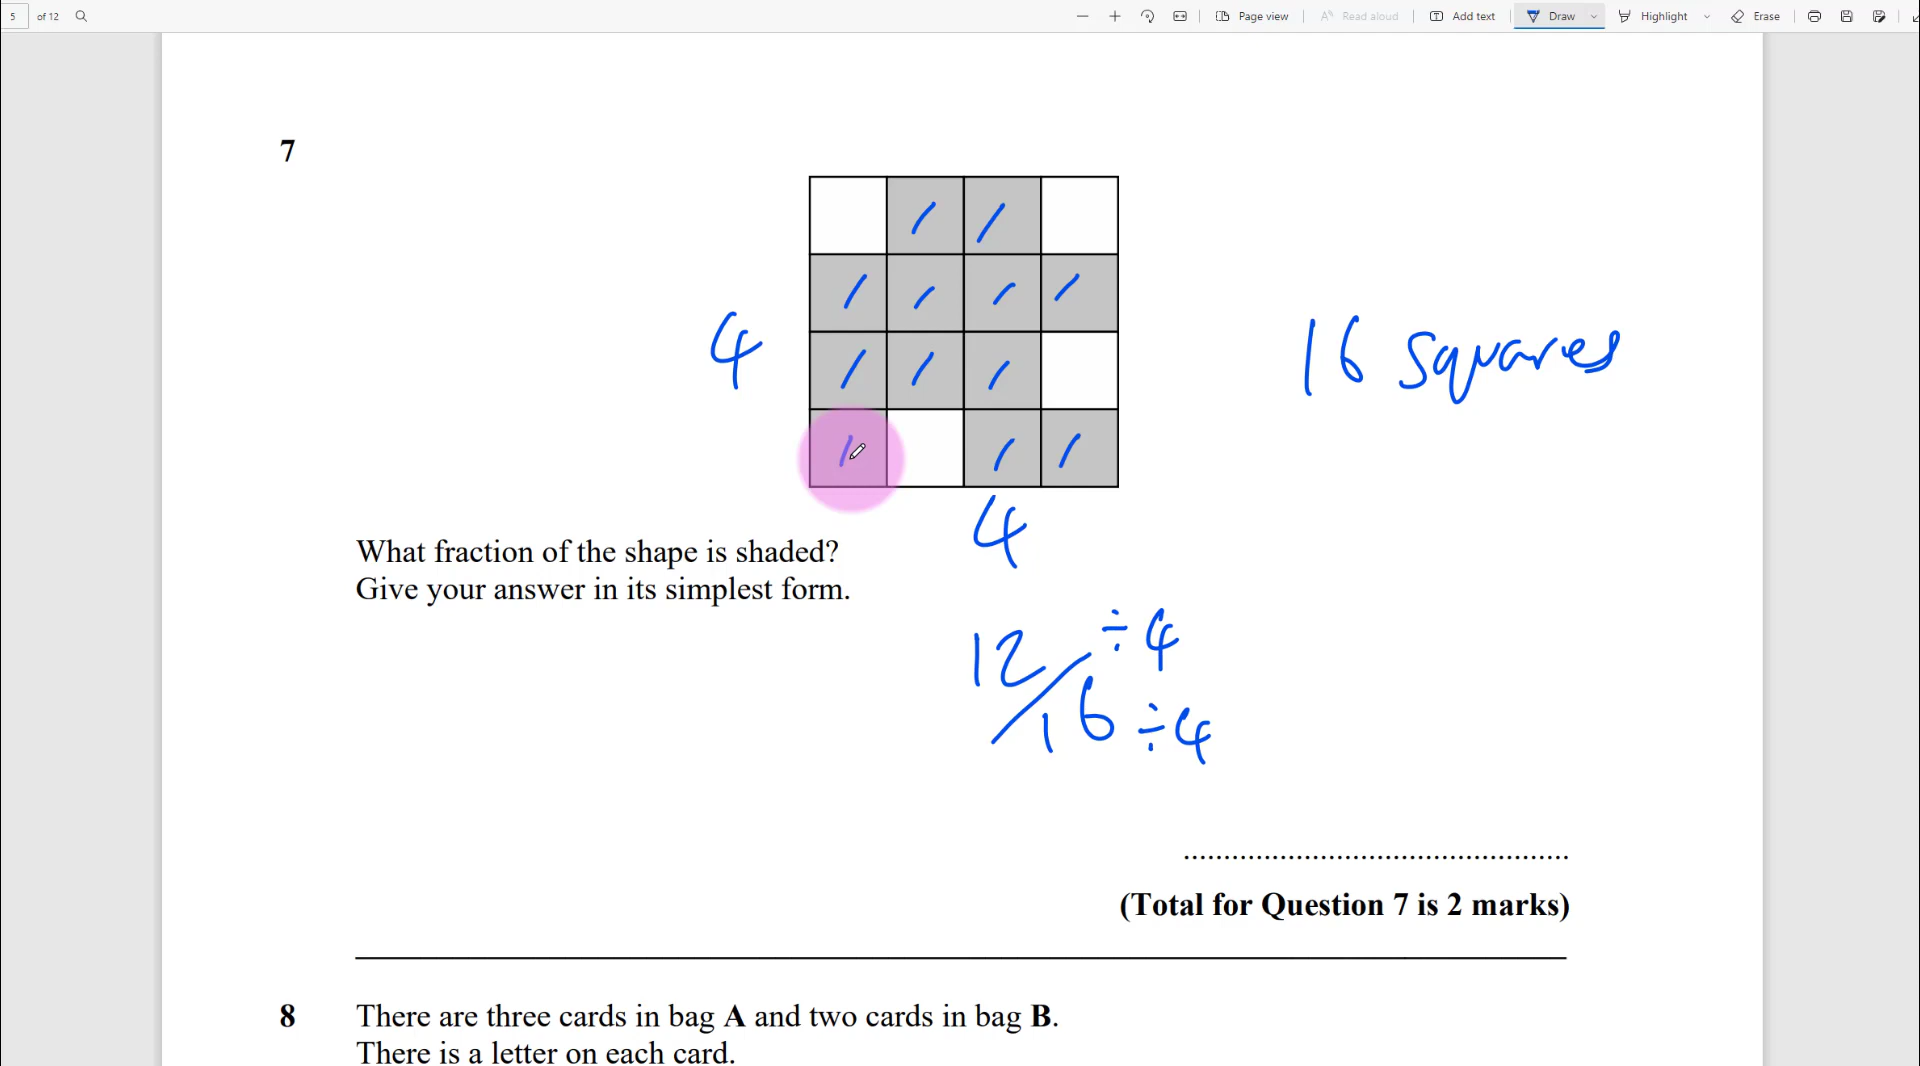 5 of 12 Page view Read aloud Add text Draw Highlight Erase
7
4
16 squares
4
What fraction of the shape is shaded?
Give your answer in its simplest form.
12/16 ÷4 ÷4
................................................
(Total for Question 7 is 2 marks)
8 There are three cards in bag A and two cards in bag B.
There is a letter on each card.